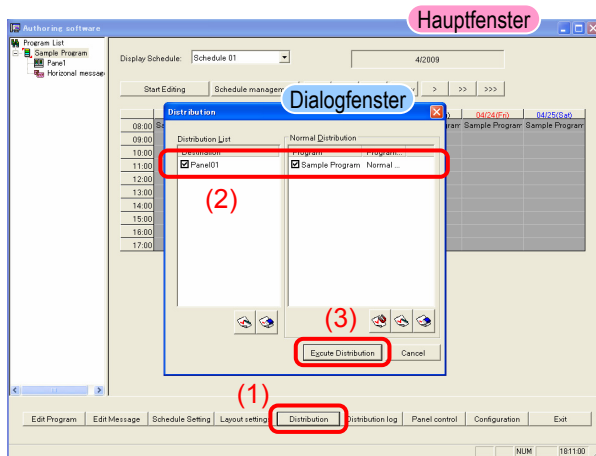 Hauptfenster
Authoring software
Program List
Sample Program
Panel
Horizonal message
Display Schedule: Schedule 01
4/2009
Start Editing Schedule managem > >> >>>
Dialogfenster
Distribution
04/24(Fri) 04/25(Sat)
08:00 Sample Program Sample Program
09:00
10:00
11:00
12:00
13:00
14:00
15:00
16:00
17:00
Distribution List Normal Distribution
Destination Program Program...
Panel01 Sample Program Normal ...
(2)
(3)
Excute Distribution Cancel
(1)
Edit Program Edit Message Schedule Setting Layout setting Distribution Distribution log Panel control Configuration Exit
NUM 18:11:00